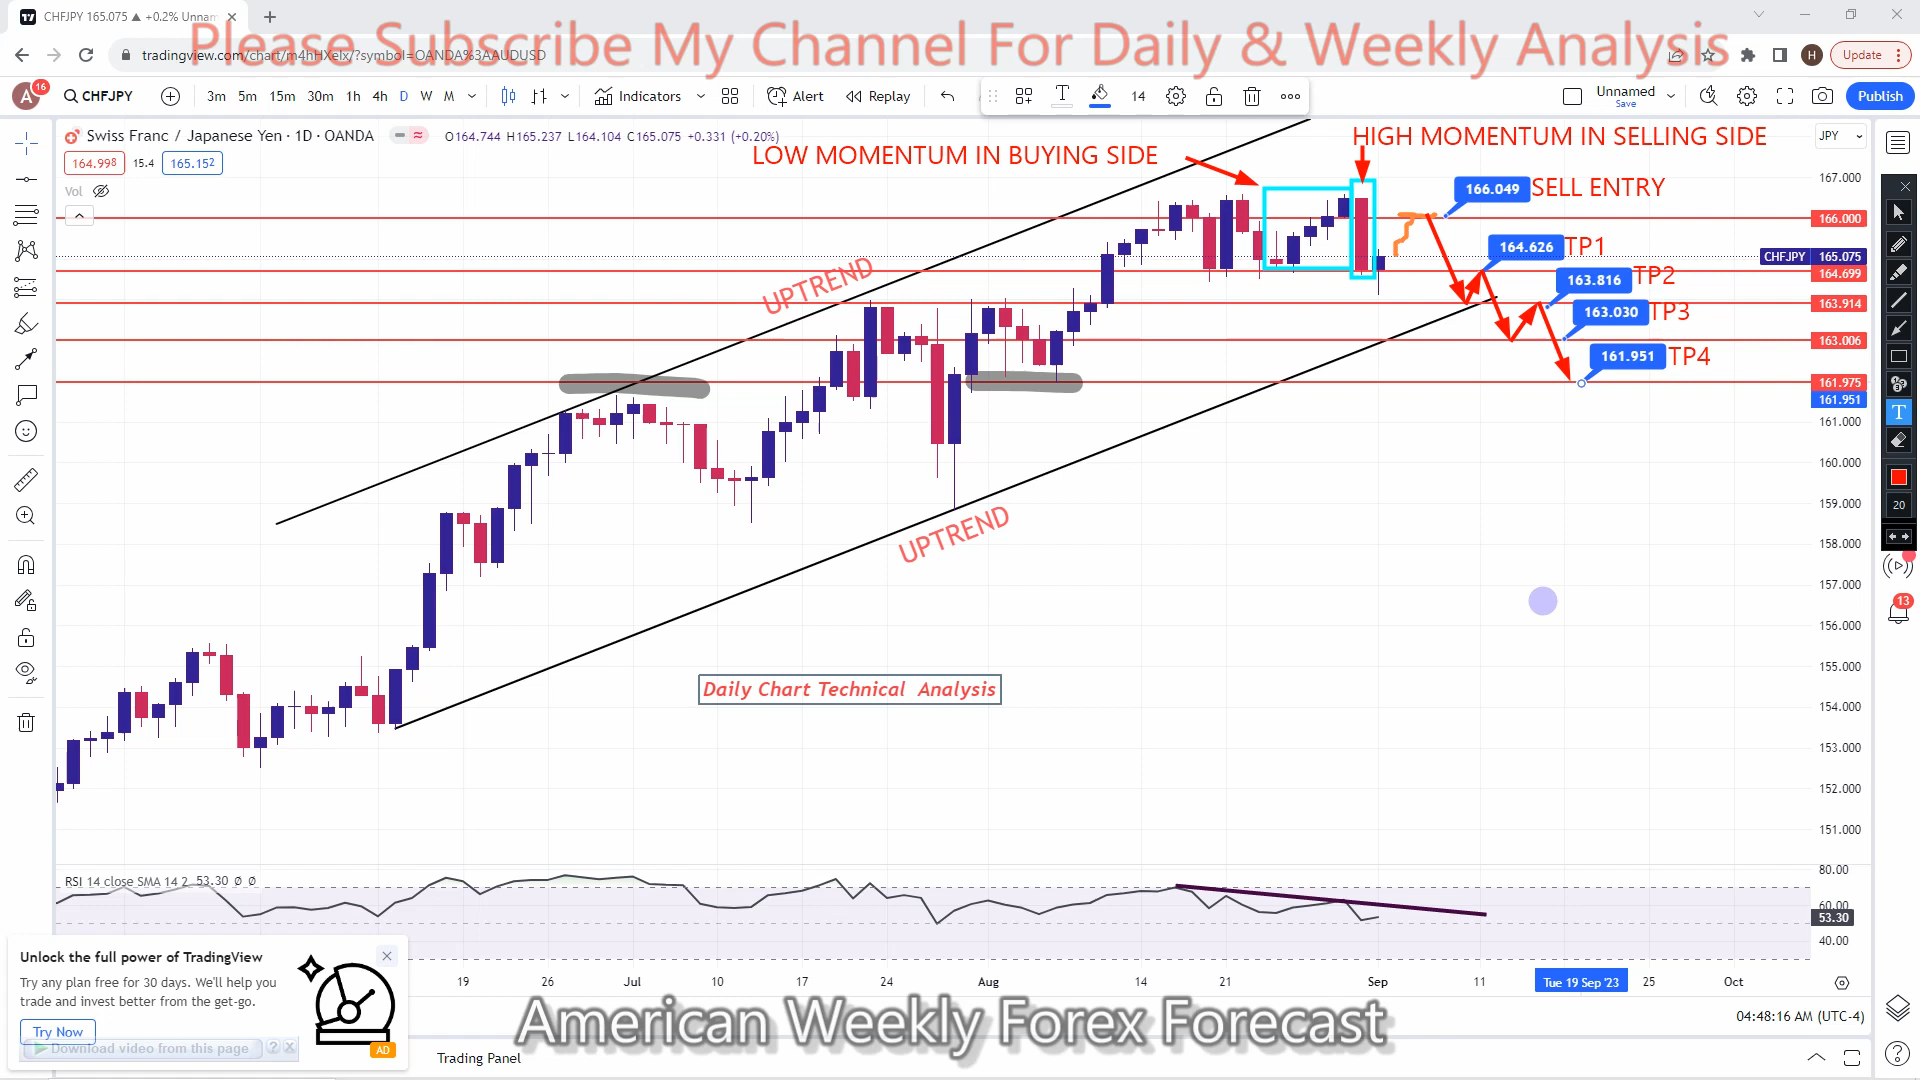 CHFJPY 165.075 ▲ +0.2% Unnam
Please Subscribe My Channel For Daily & Weekly Analysis
tradingview.com/chart/m4hHXelx/?symbol=OANDA%3AAUDUSD
H
Update
A
16
CHFJPY
3m 5m 15m 30m 1h 4h D W M
Indicators
Alert
Replay
14
Unnamed
Save
Publish
Swiss Franc / Japanese Yen · 1D · OANDA
O164.744 H165.237 L164.104 C165.075 +0.331 (+0.20%)
164.998 15.4 165.152
Vol
JPY
LOW MOMENTUM IN BUYING SIDE
HIGH MOMENTUM IN SELLING SIDE
166.049 SELL ENTRY
164.626 TP1
163.816 TP2
163.030 TP3
161.951 TP4
UPTREND
UPTREND
Daily Chart Technical Analysis
167.000
166.000
CHFJPY 165.075
164.699
163.914
163.006
161.975
161.951
161.000
160.000
159.000
158.000
157.000
156.000
155.000
154.000
153.000
152.000
151.000
T
20
13
RSI 14 close SMA 14 2 53.30 Ø Ø
80.00
60.00
53.30
40.00
19 26 Jul 10 17 24 Aug 14 21 Sep 11 Tue 19 Sep '23 25 Oct
Unlock the full power of TradingView
Try any plan free for 30 days. We'll help you
trade and invest better from the get-go.
Try Now
Download video from this page
?
AD
American Weekly Forex Forecast
04:48:16 AM (UTC-4)
Trading Panel